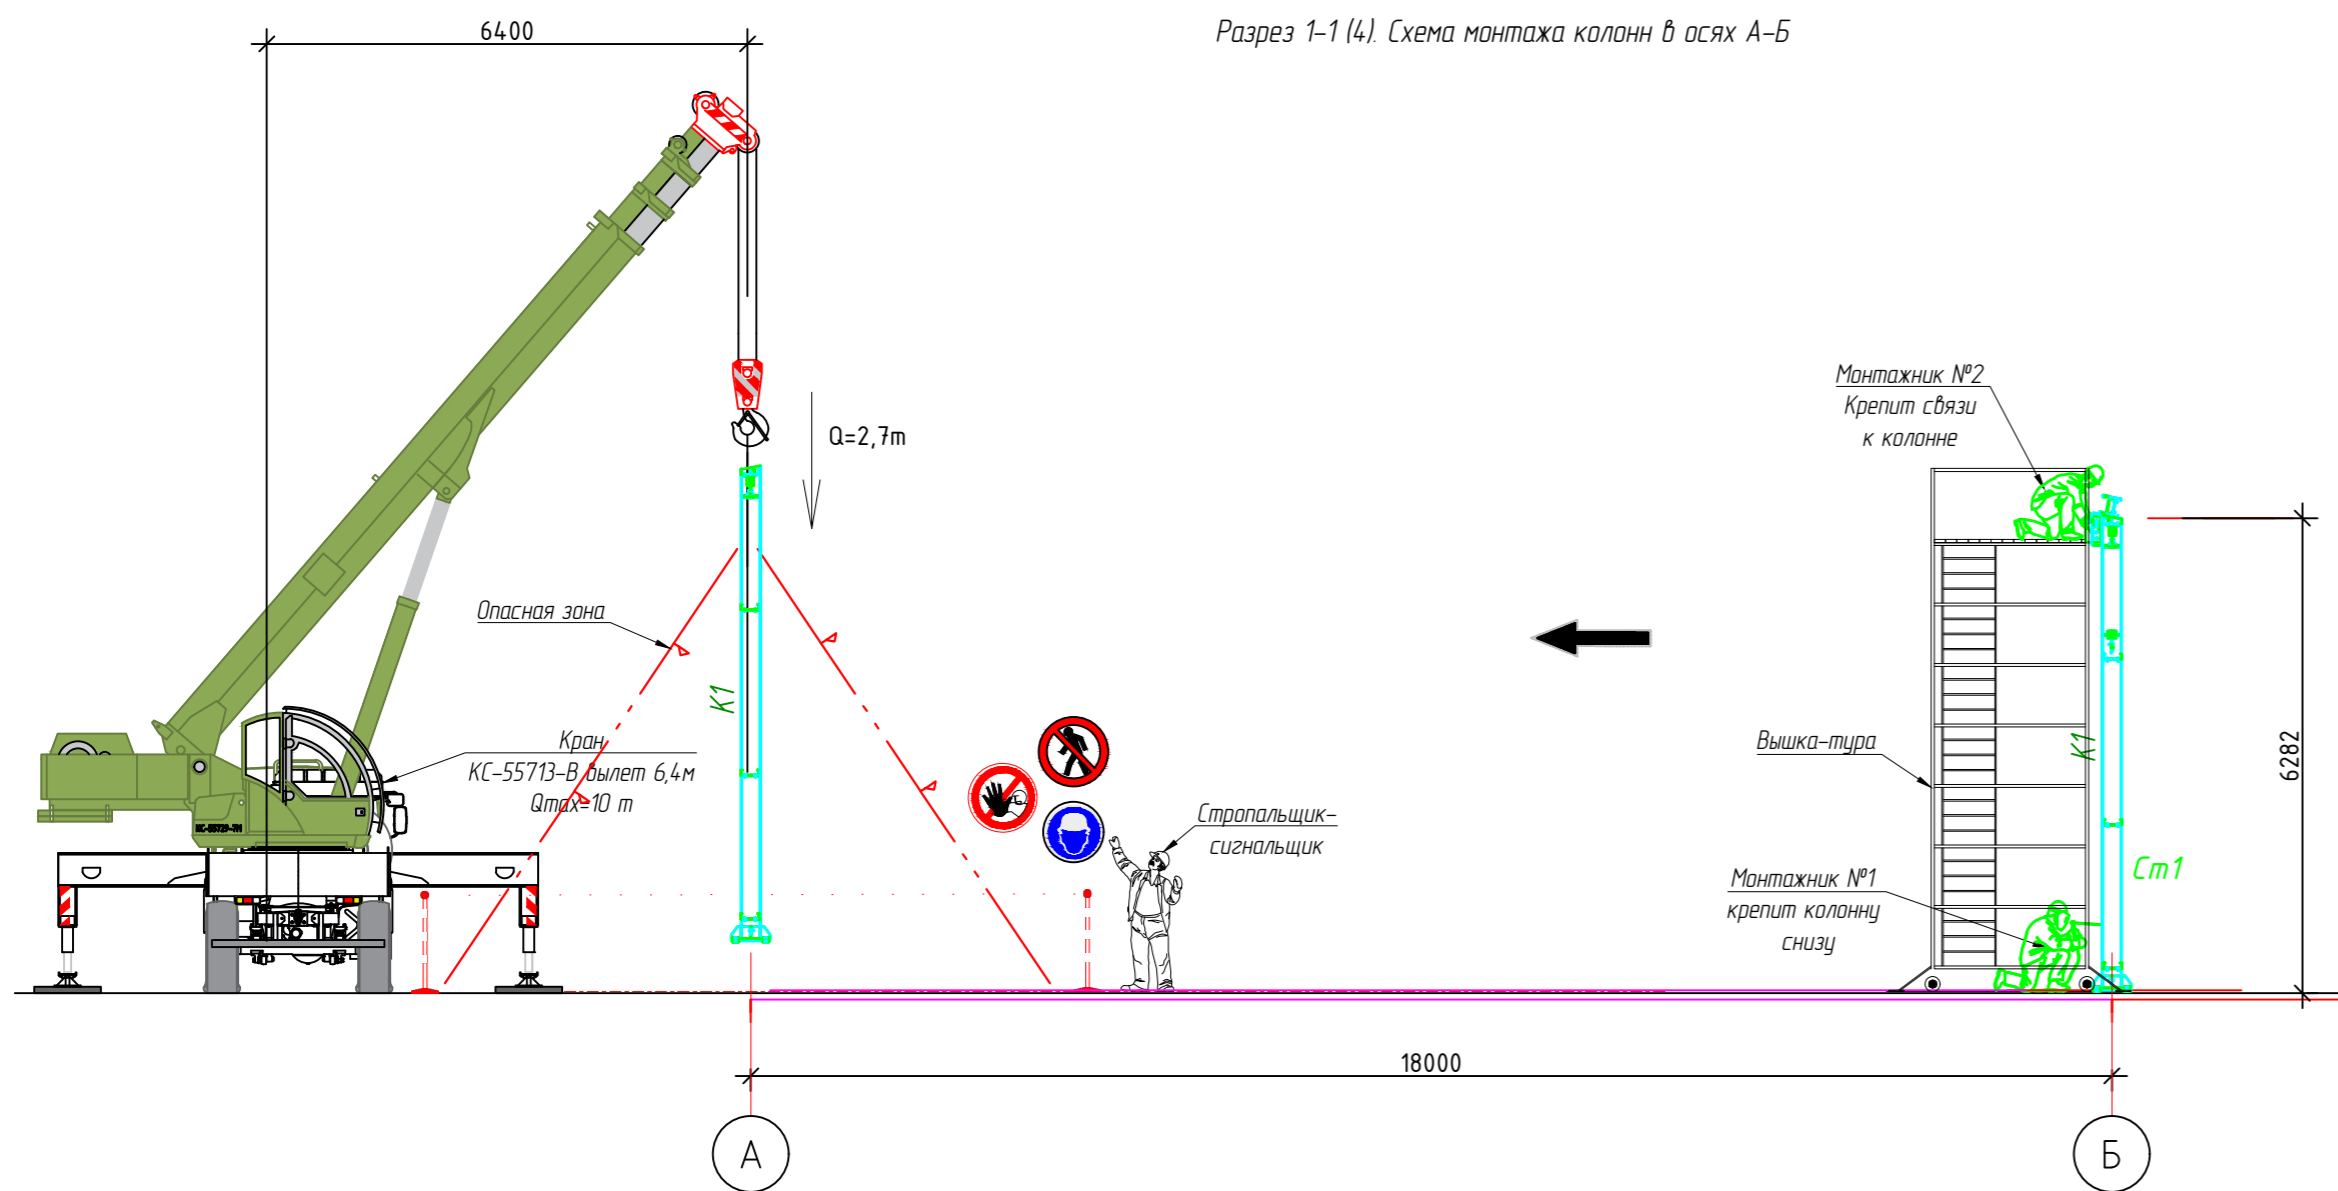 Разрез 1-1 (4). Схема монтажа колонн в осях А-Б
6400
Q=2,7т
Монтажник №2
Крепит связи
к колонне
Опасная зона
К1
Кран
КС-55713-В вылет 6,4м
Qmax=10 т
Стропальщик-
сигнальщик
Вышка-тура
К1
6282
Ст1
Монтажник №1
крепит колонну
снизу
18000
А
Б